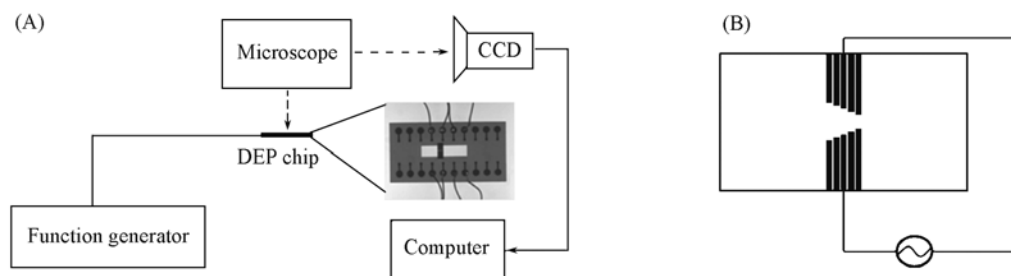 (A)
Microscope
CCD
DEP chip
Function generator
Computer
(B)